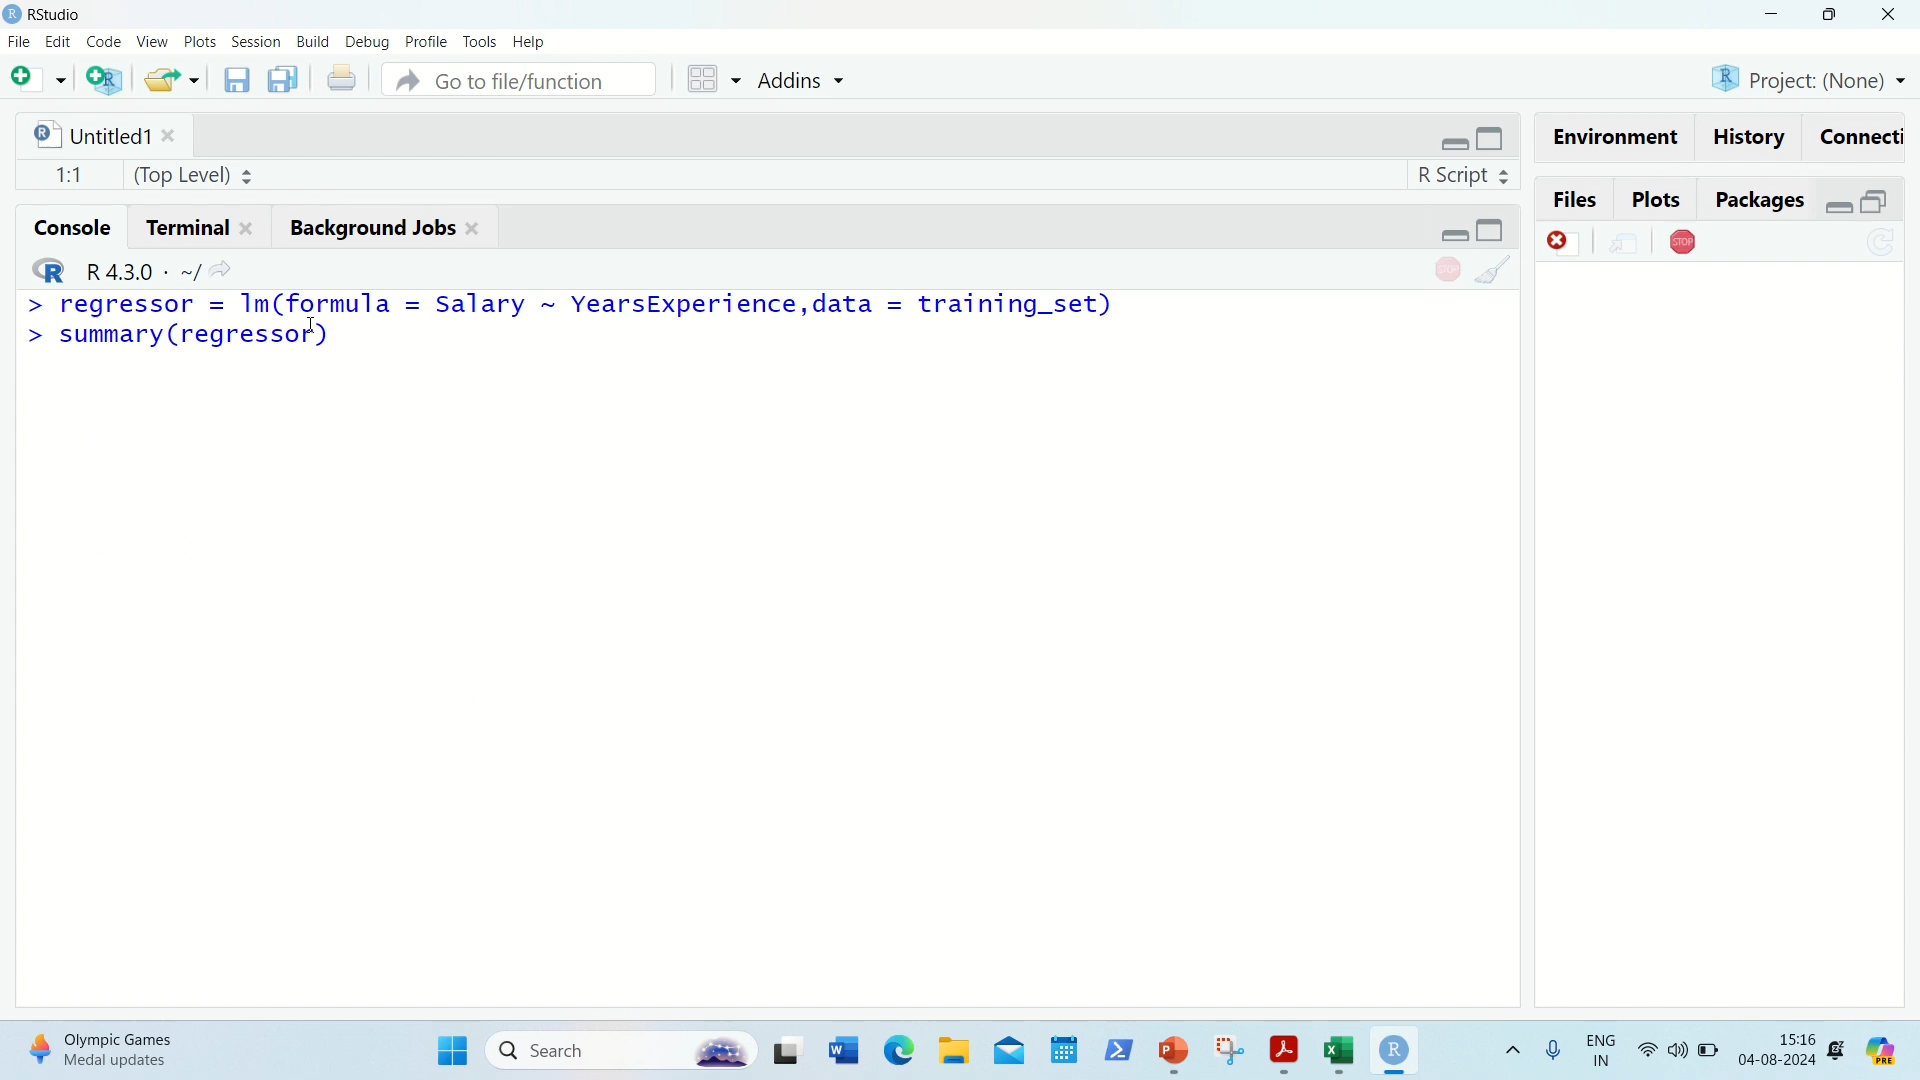 RStudio
File Edit Code View Plots Session Build Debug Profile Tools Help
Go to file/function Addins Project: (None)
Untitled1
1:1 (Top Level) R Script
Environment History Connecti
Files Plots Packages
STOP
Console Terminal Background Jobs
R 4.3.0 · ~/
STOP
> regressor = lm(formula = Salary ~ YearsExperience,data = training_set)
> summary(regressor)
Olympic Games
Medal updates
Search
ENG
IN
15:16
04-08-2024
PRE